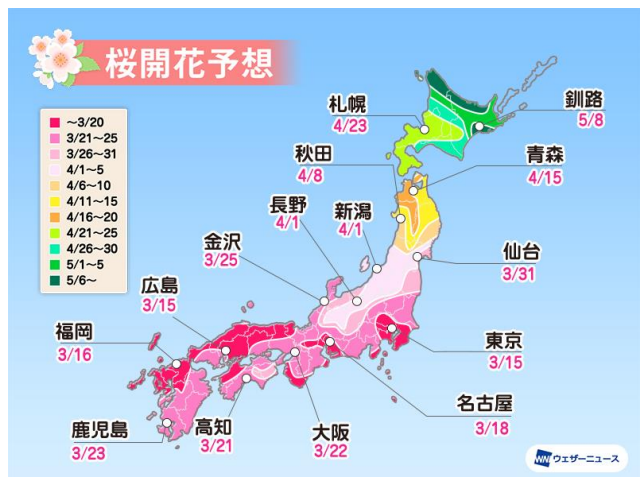 桜開花予想
～3/20
3/21～25
3/26～31
4/1～5
4/6～10
4/11～15
4/16～20
4/21～25
4/26～30
5/1～5
5/6～
札幌
4/23
釧路
5/8
秋田
4/8
青森
4/15
長野
4/1
新潟
4/1
金沢
3/25
仙台
3/31
広島
3/15
福岡
3/16
東京
3/15
名古屋
3/18
鹿児島
3/23
高知
3/21
大阪
3/22
WN ウェザーニュース